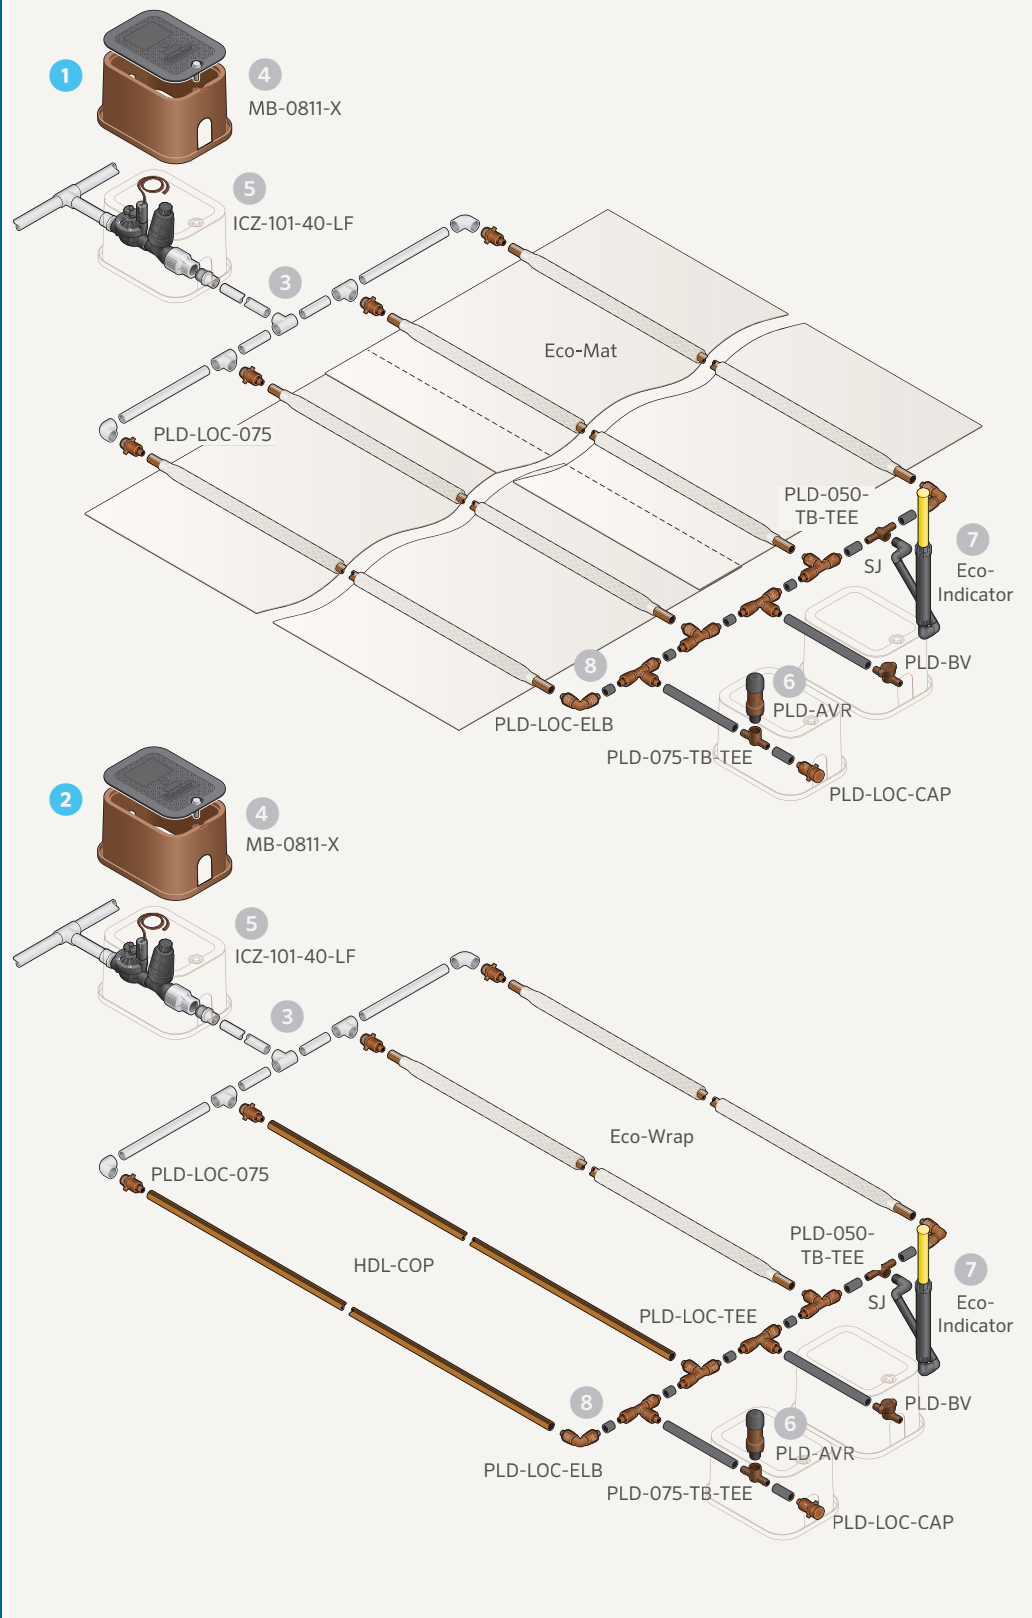 1
4
MB-0811-X
5
ICZ-101-40-LF
3
Eco-Mat
PLD-LOC-075
PLD-050-
TB-TEE
7
SJ
Eco-
Indicator
8
PLD-BV
6
PLD-AVR
PLD-LOC-ELB
PLD-075-TB-TEE
PLD-LOC-CAP
2
4
MB-0811-X
5
ICZ-101-40-LF
3
Eco-Wrap
PLD-LOC-075
PLD-050-
TB-TEE
HDL-COP
7
SJ
Eco-
Indicator
PLD-LOC-TEE
8
PLD-BV
6
PLD-AVR
PLD-LOC-ELB
PLD-075-TB-TEE
PLD-LOC-CAP